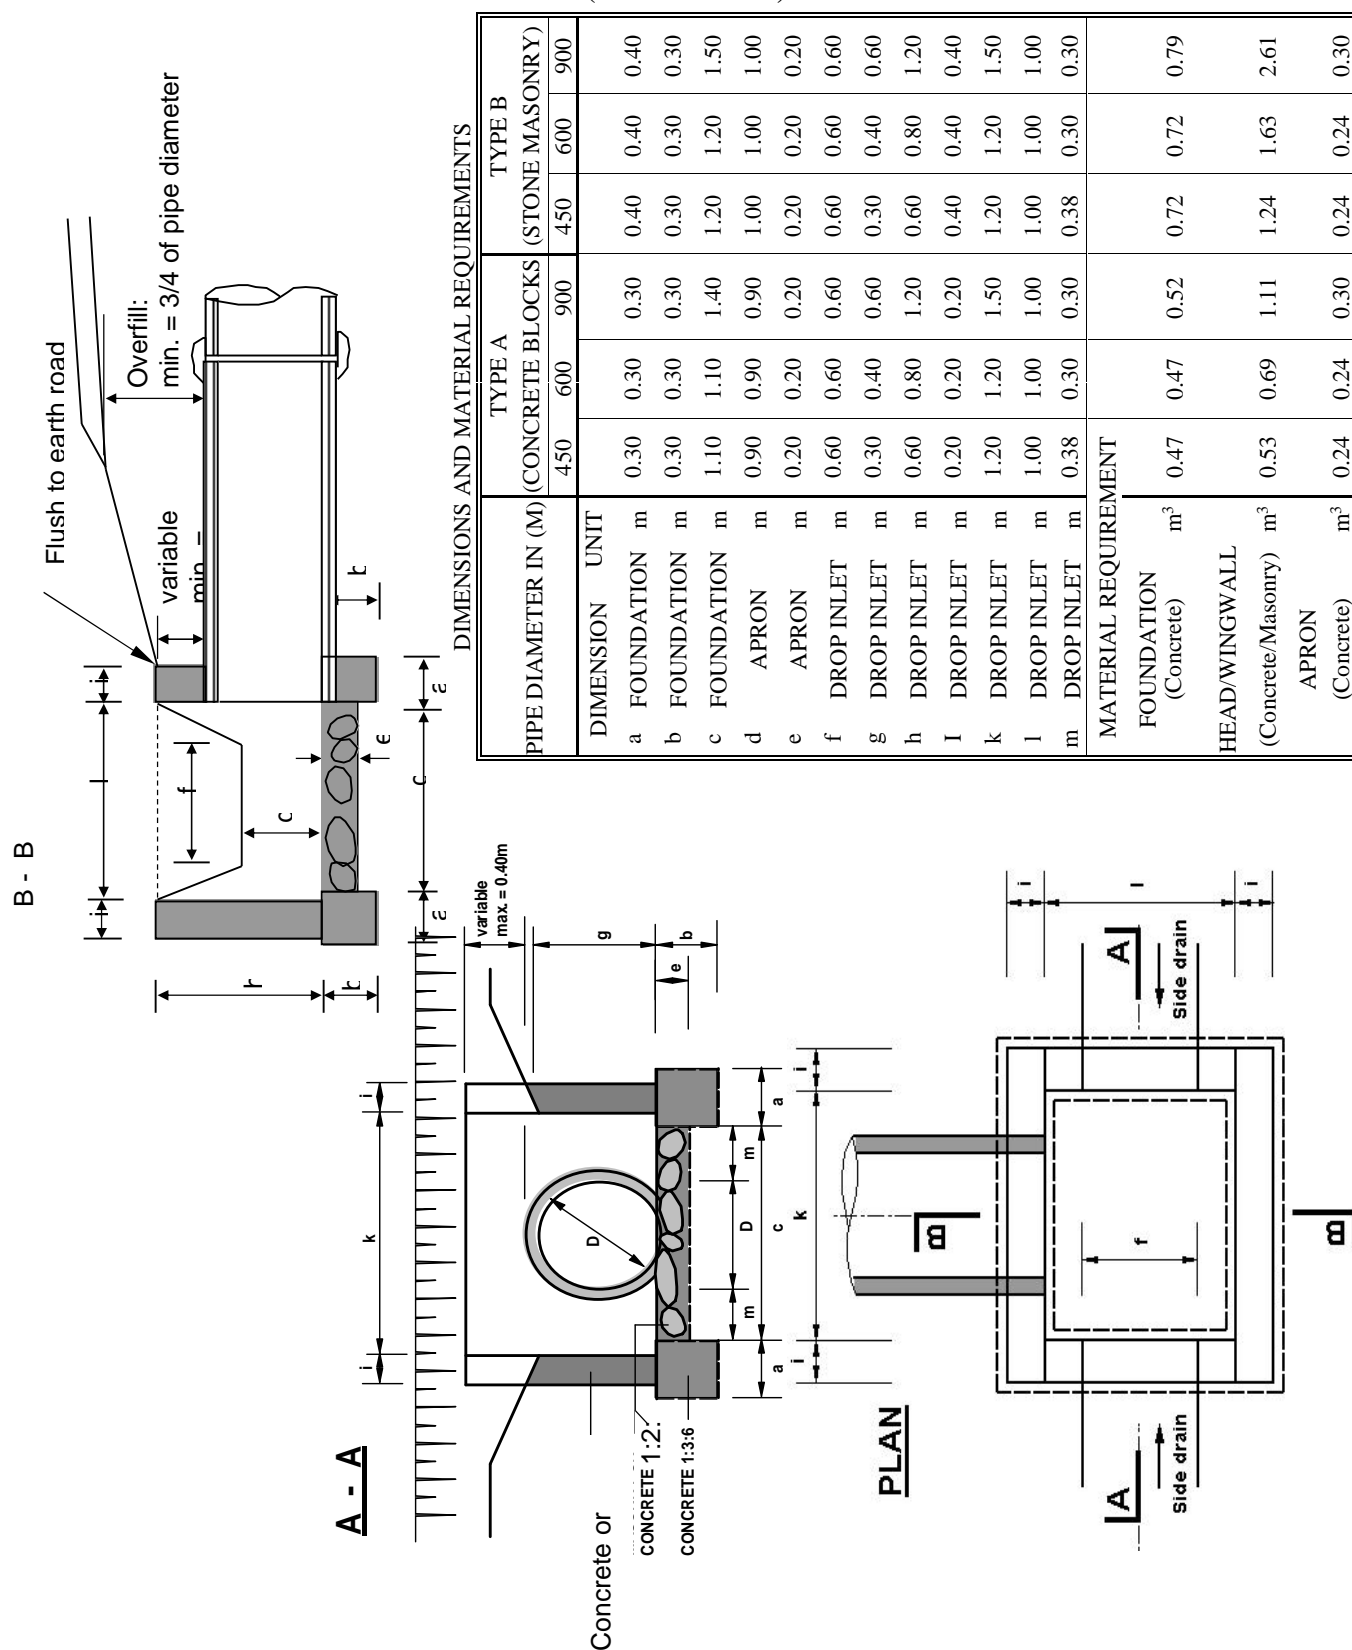 B - B
Flush to earth road
Overfill:
min. = 3/4 of pipe diameter
variable
min. =
i
l
i
f
c
h
b
b
e
a
c
a
A - A
variable
max. = 0.40m
i
k
i
g
b
e
D
a
m
D
m
a
c
i
k
i
Concrete or
CONCRETE 1:2:
CONCRETE 1:3:6
PLAN
A
Side drain
A
Side drain
B
B
f
i
l
i
DIMENSIONS AND MATERIAL REQUIREMENTS
PIPE DIAMETER IN (M) TYPE A (CONCRETE BLOCKS TYPE B (STONE MASONRY)
450 600 900 450 600 900
DIMENSION UNIT
a FOUNDATION m 0.30 0.30 0.30 0.40 0.40 0.40
b FOUNDATION m 0.30 0.30 0.30 0.30 0.30 0.30
c FOUNDATION m 1.10 1.10 1.40 1.20 1.20 1.50
d APRON m 0.90 0.90 0.90 1.00 1.00 1.00
e APRON m 0.20 0.20 0.20 0.20 0.20 0.20
f DROP INLET m 0.60 0.60 0.60 0.60 0.60 0.60
g DROP INLET m 0.30 0.40 0.60 0.30 0.40 0.60
h DROP INLET m 0.60 0.80 1.20 0.60 0.80 1.20
I DROP INLET m 0.20 0.20 0.20 0.40 0.40 0.40
k DROP INLET m 1.20 1.20 1.50 1.20 1.20 1.50
l DROP INLET m 1.00 1.00 1.00 1.00 1.00 1.00
m DROP INLET m 0.38 0.30 0.30 0.38 0.30 0.30
MATERIAL REQUIREMENT
FOUNDATION
(Concrete) m³ 0.47 0.47 0.52 0.72 0.72 0.79
HEAD/WINGWALL
(Concrete/Masonry) m³ 0.53 0.69 1.11 1.24 1.63 2.61
APRON
(Concrete) m³ 0.24 0.24 0.30 0.24 0.24 0.30